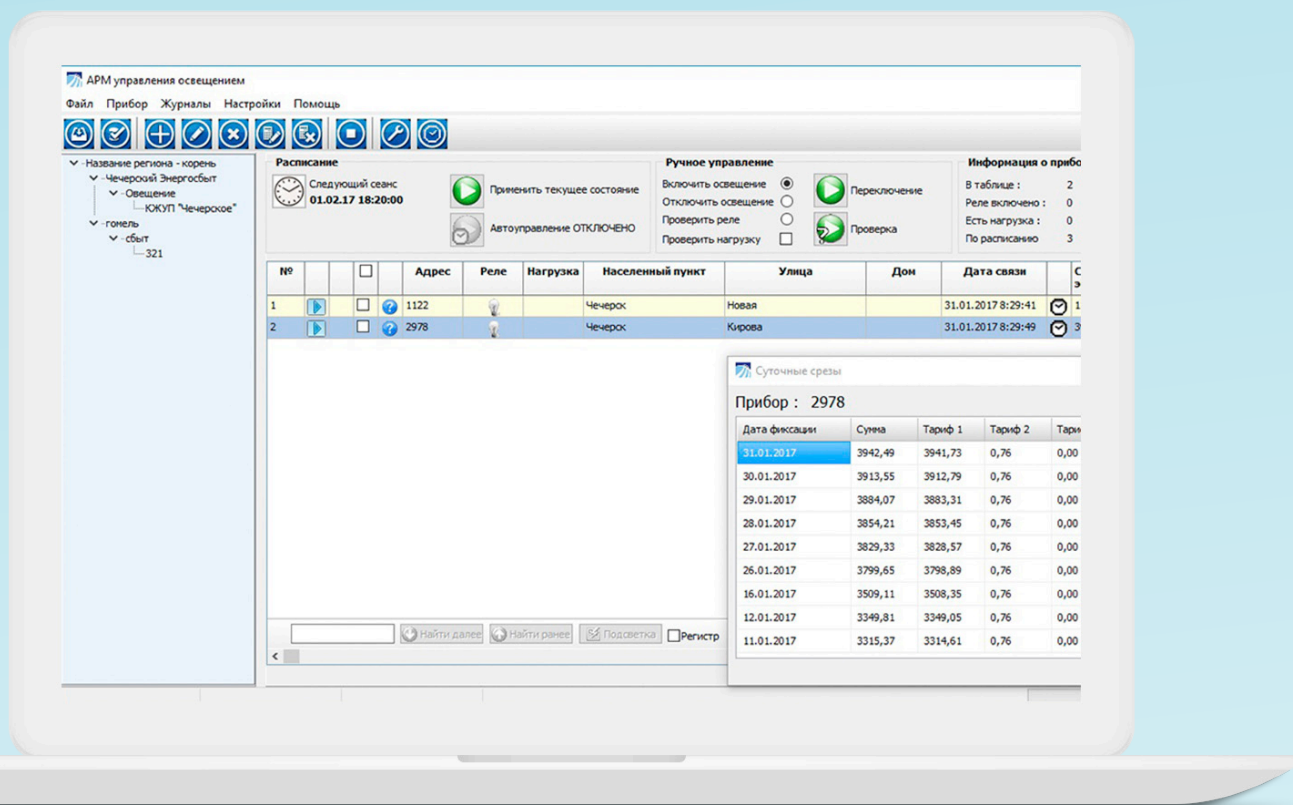 АРМ управления освещением
Файл Прибор Журналы Настройки Помощь
Название региона - корень
Чечерский Энергосбыт
Овещение
КЖУП "Чечерское"
гомель
сбыт
321
Расписание
Следующий сеанс
01.02.17 18:20:00
Применить текущее состояние
Автоуправление ОТКЛЮЧЕНО
Ручное управление
Включить освещение
Отключить освещение
Проверить реле
Проверить нагрузку
Переключение
Проверка
Информация о прибо
В таблице : 2
Реле включено : 0
Есть нагрузка : 0
По расписанию 3
№ Адрес Реле Нагрузка Населенный пункт Улица Дом Дата связи
1 1122 Чечерск Новая 31.01.2017 8:29:41
2 2978 Чечерск Кирова 31.01.2017 8:29:49
Суточные срезы
Прибор : 2978
Дата фиксации Сумма Тариф 1 Тариф 2 Тари
31.01.2017 3942,49 3941,73 0,76 0,00
30.01.2017 3913,55 3912,79 0,76 0,00
29.01.2017 3884,07 3883,31 0,76 0,00
28.01.2017 3854,21 3853,45 0,76 0,00
27.01.2017 3829,33 3828,57 0,76 0,00
26.01.2017 3799,65 3798,89 0,76 0,00
16.01.2017 3509,11 3508,35 0,76 0,00
12.01.2017 3349,81 3349,05 0,76 0,00
11.01.2017 3315,37 3314,61 0,76 0,00
Найти далее Найти ранее Подсветка Регистр